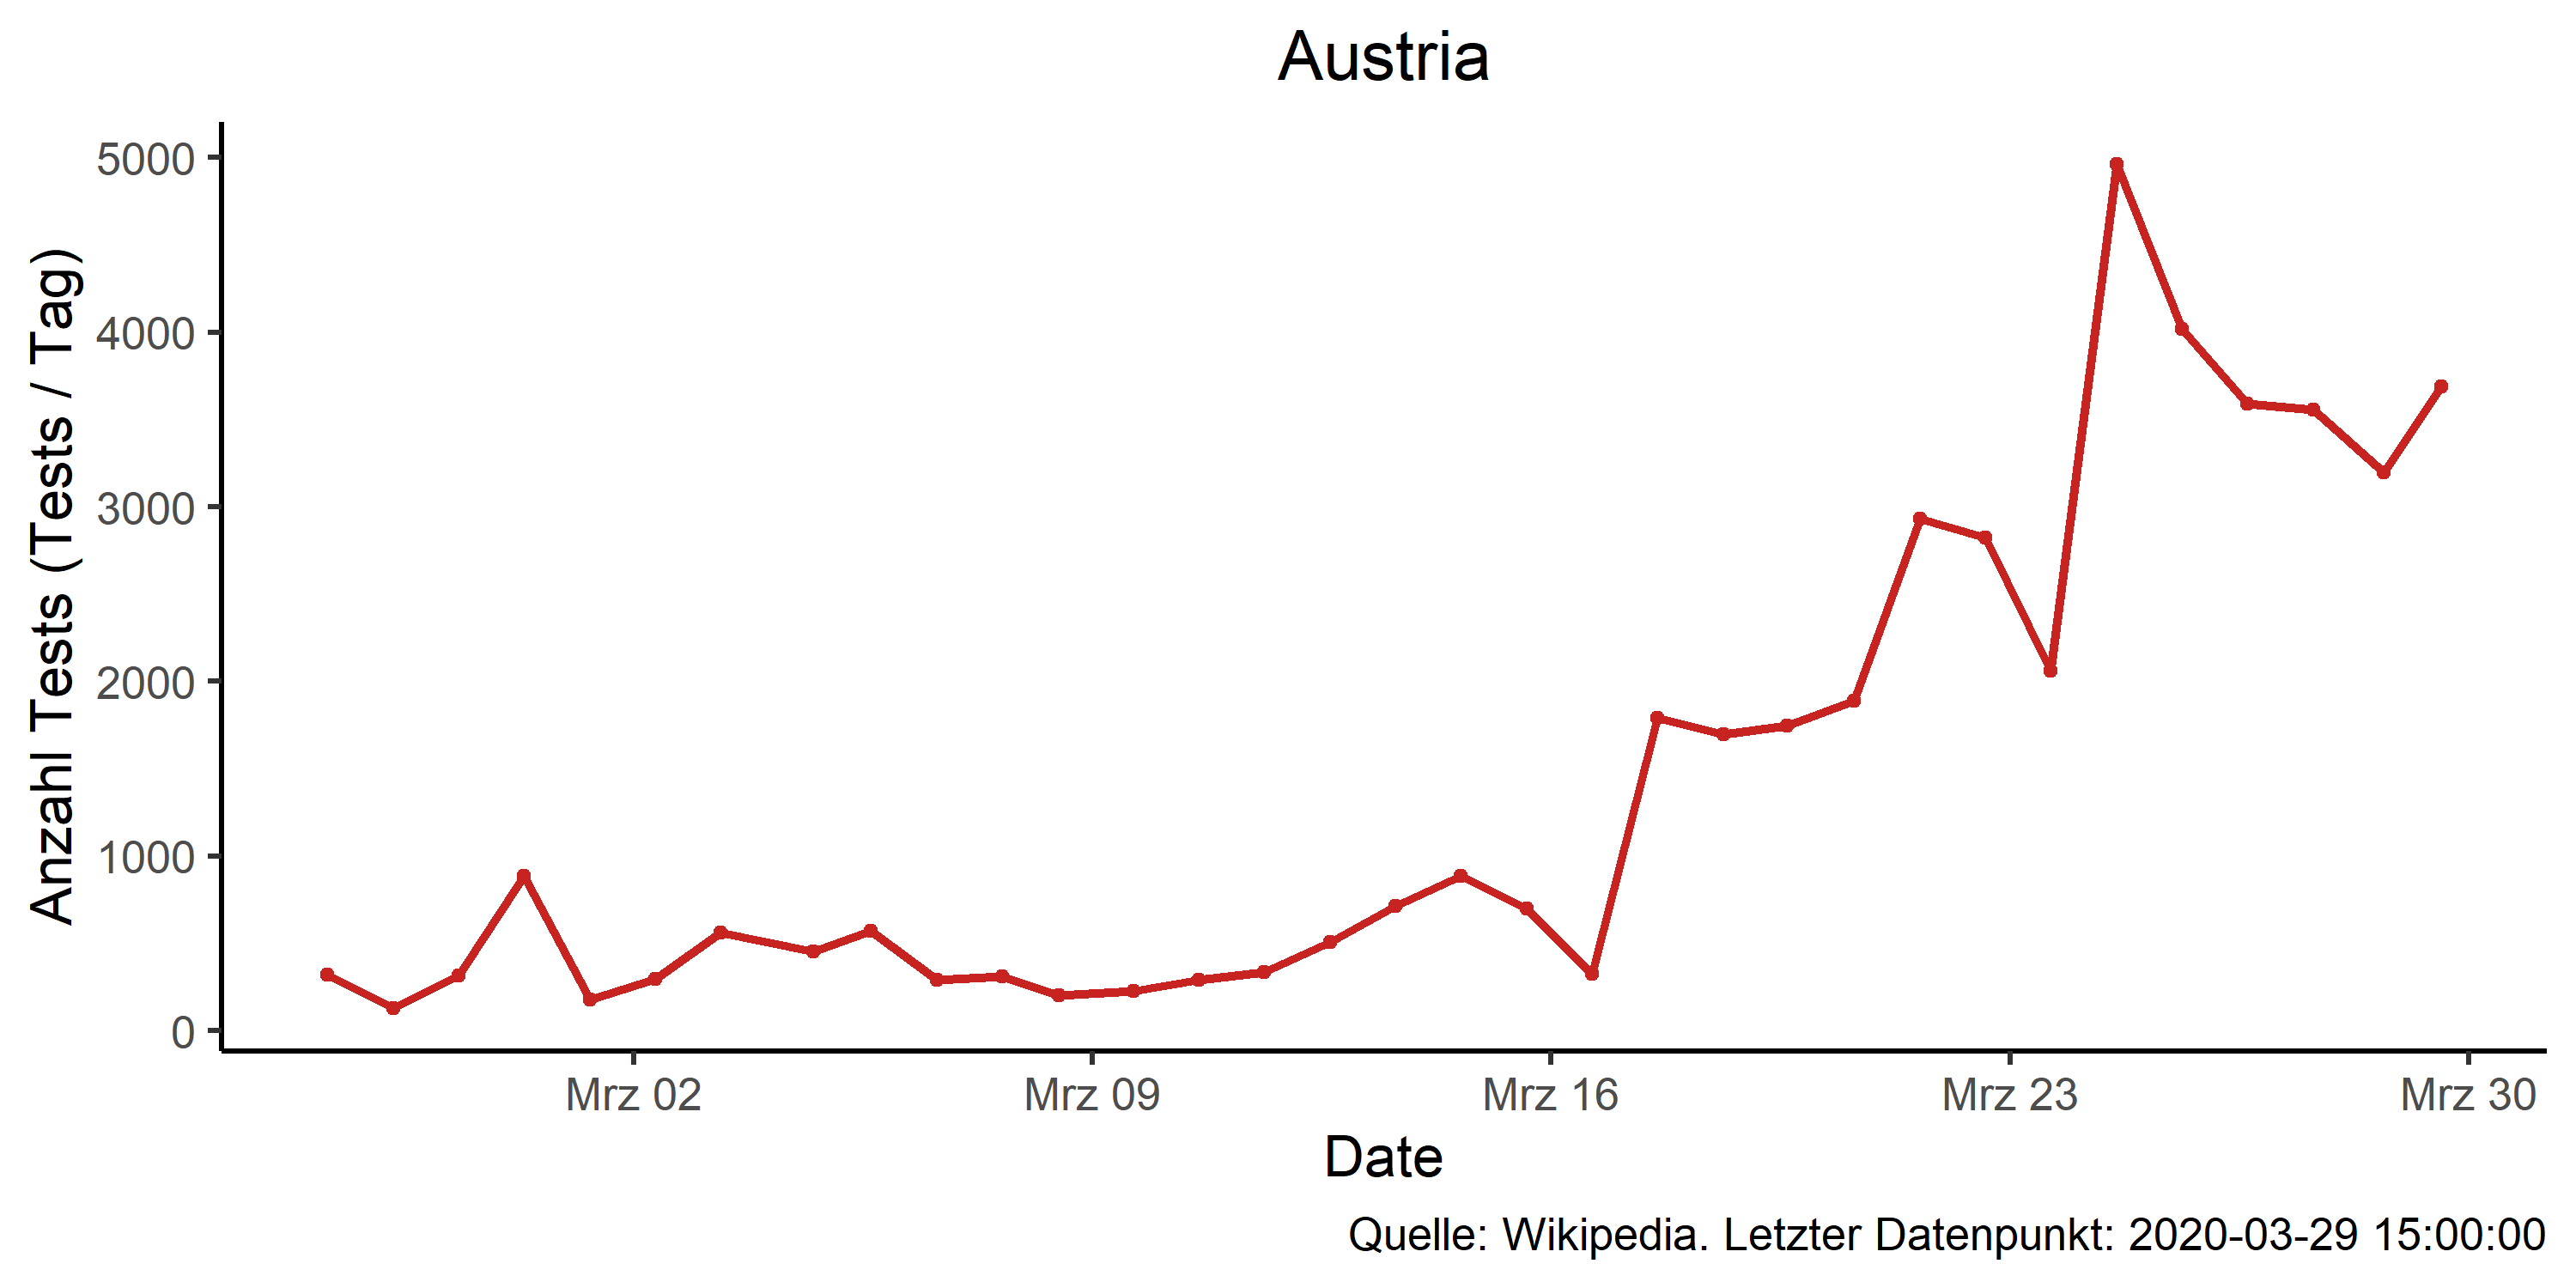 Austria
Anzahl Tests (Tests / Tag)
5000
4000
3000
2000
1000
0
Mrz 02 Mrz 09 Mrz 16 Mrz 23 Mrz 30
Date
Quelle: Wikipedia. Letzter Datenpunkt: 2020-03-29 15:00:00